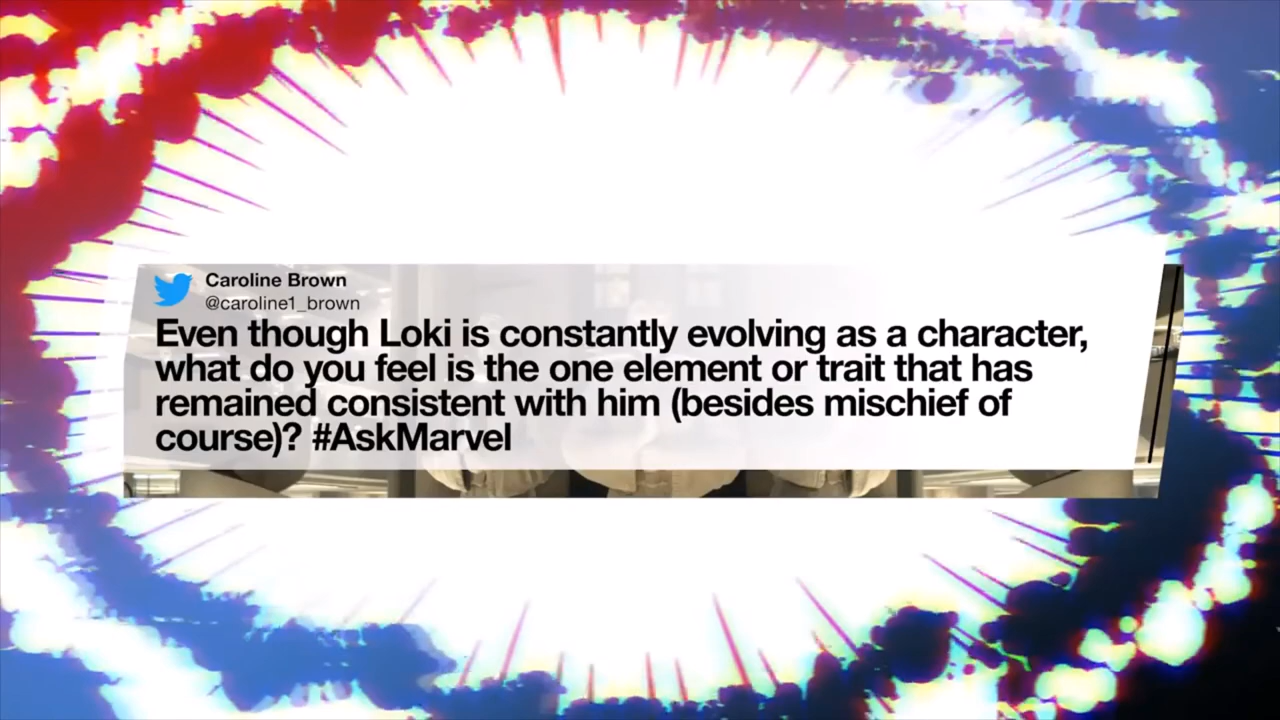 Caroline Brown
@caroline1_brown
Even though Loki is constantly evolving as a character,
what do you feel is the one element or trait that has
remained consistent with him (besides mischief of
course)? #AskMarvel